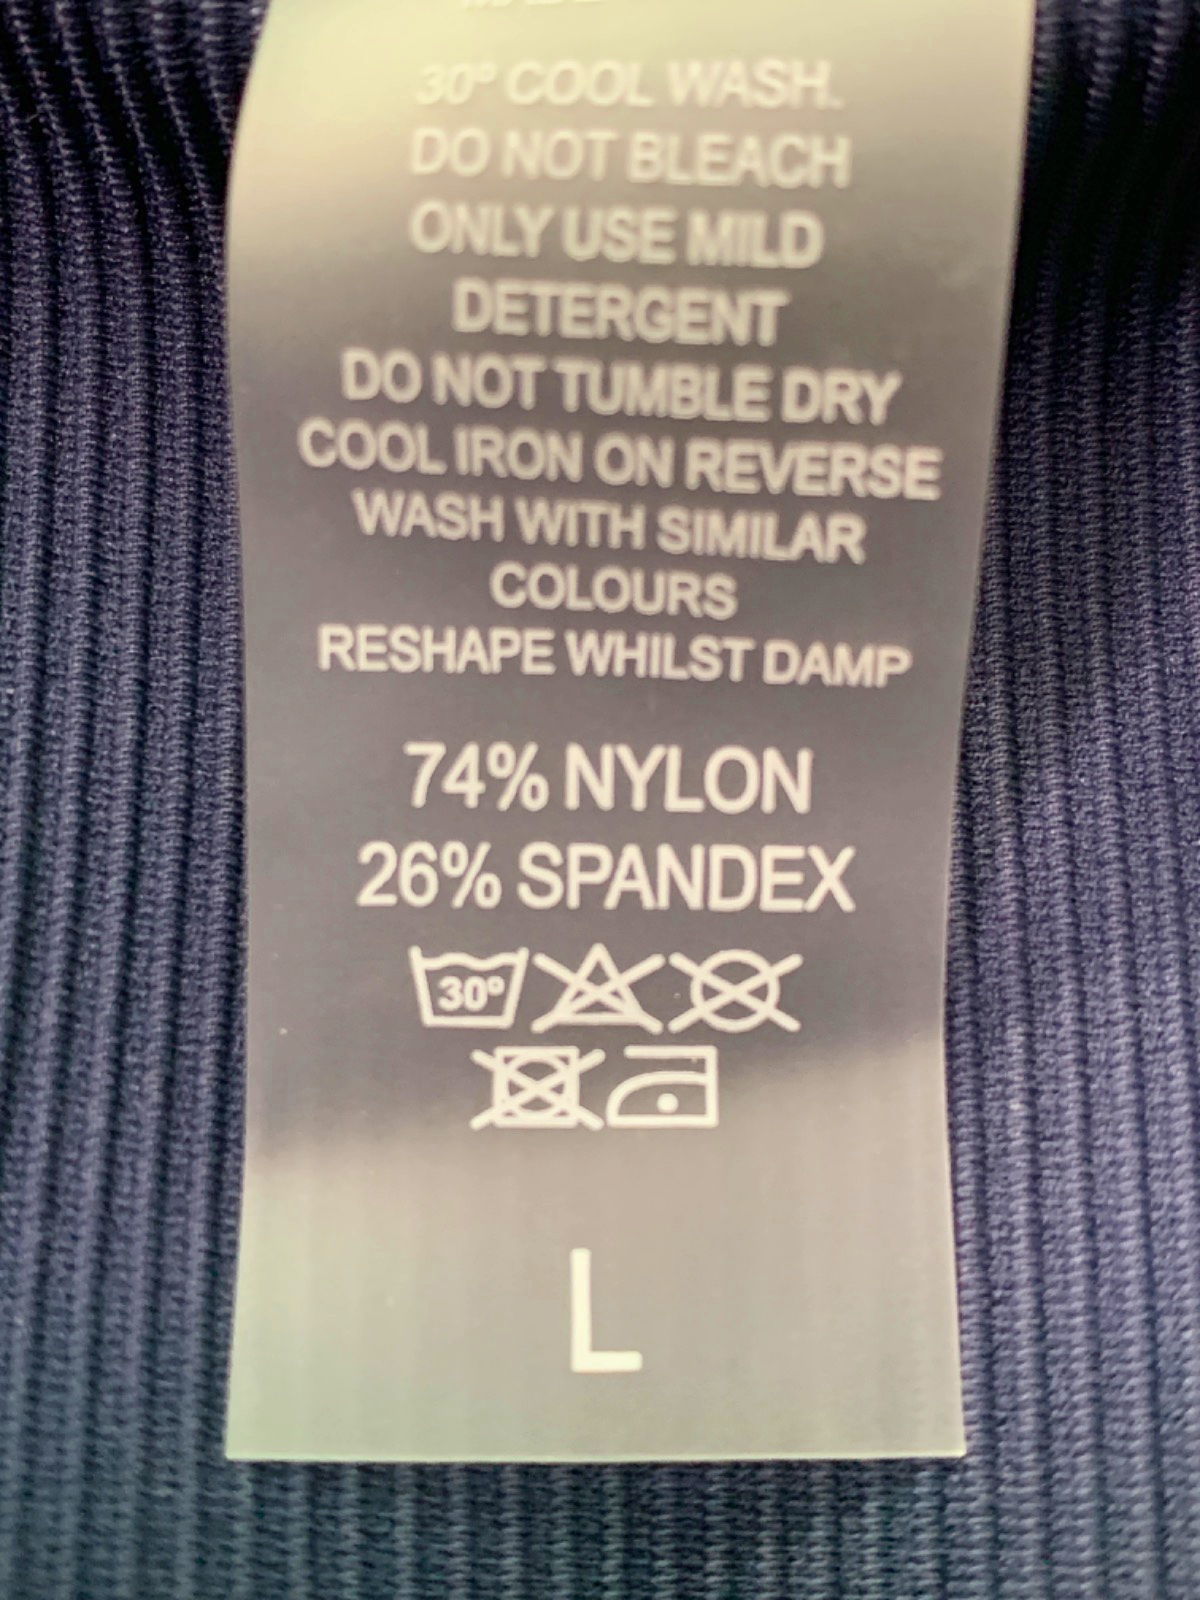 30° COOL WASH.
DO NOT BLEACH
ONLY USE MILD
DETERGENT
DO NOT TUMBLE DRY
COOL IRON ON REVERSE
WASH WITH SIMILAR
COLOURS
RESHAPE WHILST DAMP
74% NYLON
26% SPANDEX
30°
L